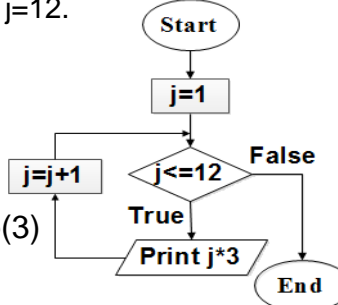 j=12.
Start
j=1
j<=12
False
j=j+1
True
(3)
Print j*3
End